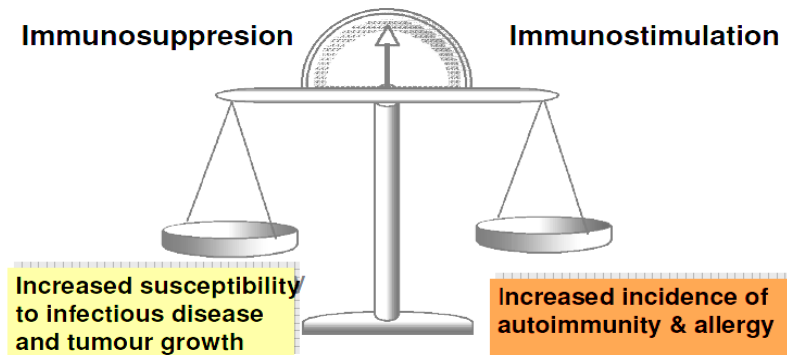 Immunosuppresion
Immunostimulation
Increased susceptibility
to infectious disease
and tumour growth
Increased incidence of
autoimmunity & allergy